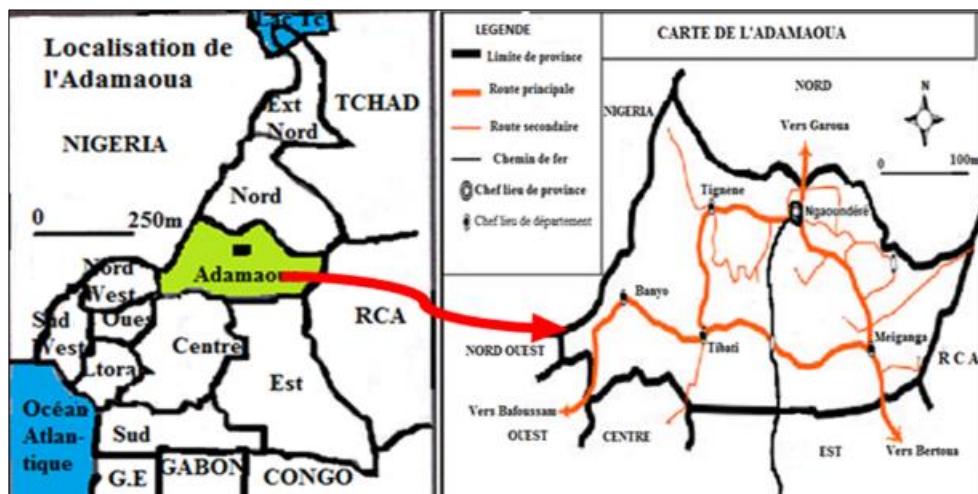 Lac Tc
Localisation de
l'Adamaoua
TCHAD
Ext
Nord
NIGERIA
Nord
0 250m
Adamaou
Nord
West
Sud
West
Oues
Centre
Ltora
Est
RCA
Océan
Atlan-
tique
Sud
G.E
GABON
CONGO
LEGENDE
Limite de province
Route principale
Route secondaire
Chemin de fer
Chef lieu de province
Chef lieu de département
CARTE DE L'ADAMAOUA
NORD
N
NIGERIA
Vers Garoua
0 100m
Tignene
Ngaoundéré
Banyo
Tibati
Meiganga
NORD OUEST
R C A
Vers Bafoussam
OUEST
CENTRE
EST
Vers Bertoua